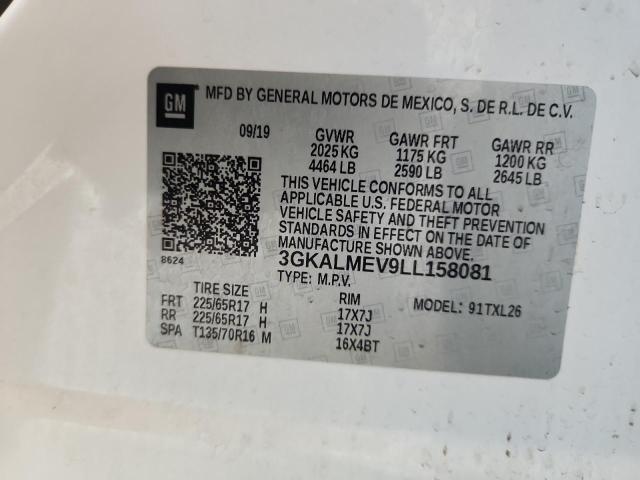 GM MFD BY GENERAL MOTORS DE MEXICO, S. DE R.L. DE C.V.
09/19 GVWR GAWR FRT GAWR RR
2025 KG 1175 KG 1200 KG
4464 LB 2590 LB 2645 LB
THIS VEHICLE CONFORMS TO ALL
APPLICABLE U.S. FEDERAL MOTOR
VEHICLE SAFETY AND THEFT PREVENTION
STANDARDS IN EFFECT ON THE DATE OF
MANUFACTURE SHOWN ABOVE.
8624 3GKALMEV9LL158081
TYPE: M.P.V.
TIRE SIZE RIM MODEL: 91TXL26
FRT 225/65R17 H 17X7J
RR 225/65R17 H 17X7J
SPA T135/70R16 M 16X4BT